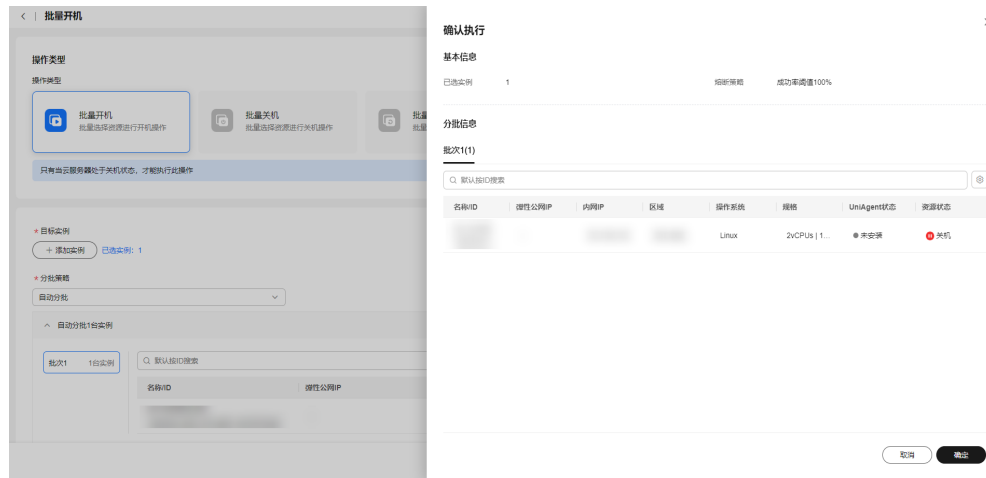 批量开机
操作类型
操作类型
批量开机
批量选择资源进行开机操作
批量关机
批量选择资源进行关机操作
批量
批量
只有当云服务器处于关机状态，才能执行此操作
* 目标实例
+ 添加实例
已选实例: 1
* 分批策略
自动分批
自动分批1台实例
批次1 1台实例
默认按ID搜索
名称/ID 弹性公网IP
确认执行
基本信息
已选实例 1 熔断策略 成功率阈值100%
分批信息
批次1(1)
默认按ID搜索
名称/ID 弹性公网IP 内网IP 区域 操作系统 规格 UniAgent状态 资源状态
Linux 2vCPUs | 1... 未安装 关机
取消 确定